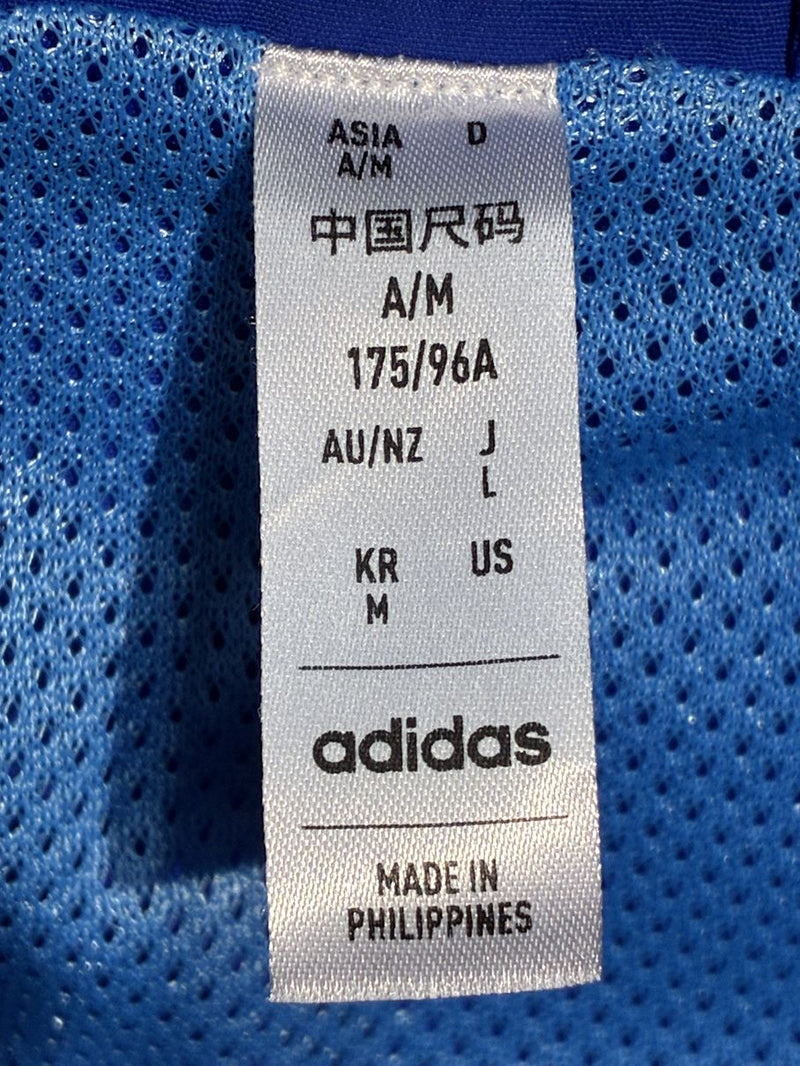 ASIA D
A/M
中国尺码
A/M
175/96A
AU/NZ J
L
KR US
M
adidas
MADE IN
PHILIPPINES